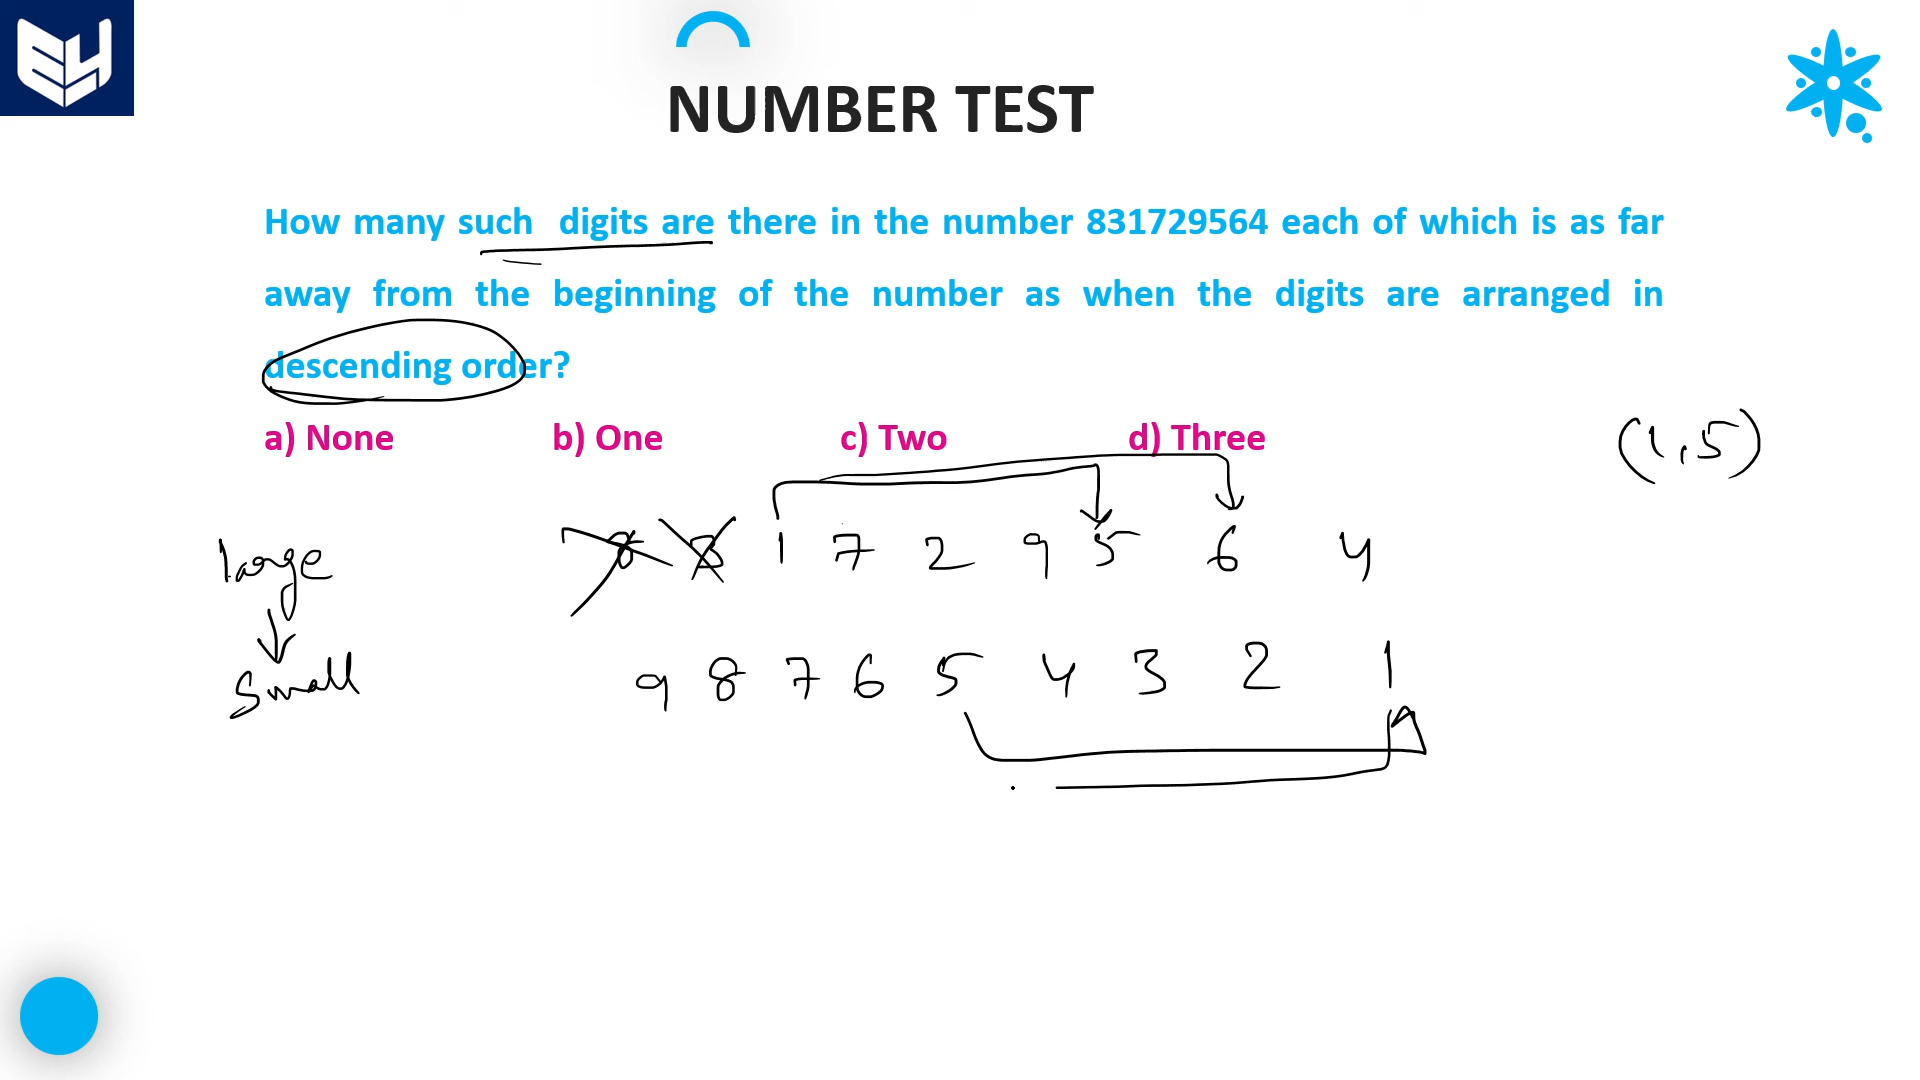 NUMBER TEST
How many such digits are there in the number 831729564 each of which is as far
away from the beginning of the number as when the digits are arranged in
descending order?
a) None b) One c) Two d) Three
(1,5)
large
8 3 1 7 2 9 5 6 4
small
9 8 7 6 5 4 3 2 1